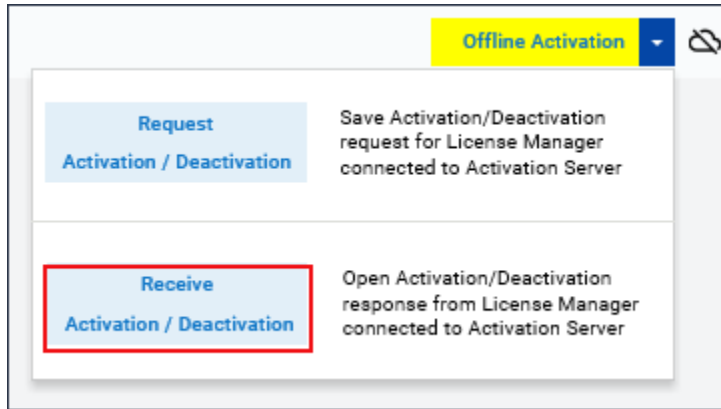 Offline Activation
Request
Activation / Deactivation
Save Activation/Deactivation
request for License Manager
connected to Activation Server
Receive
Activation / Deactivation
Open Activation/Deactivation
response from License Manager
connected to Activation Server